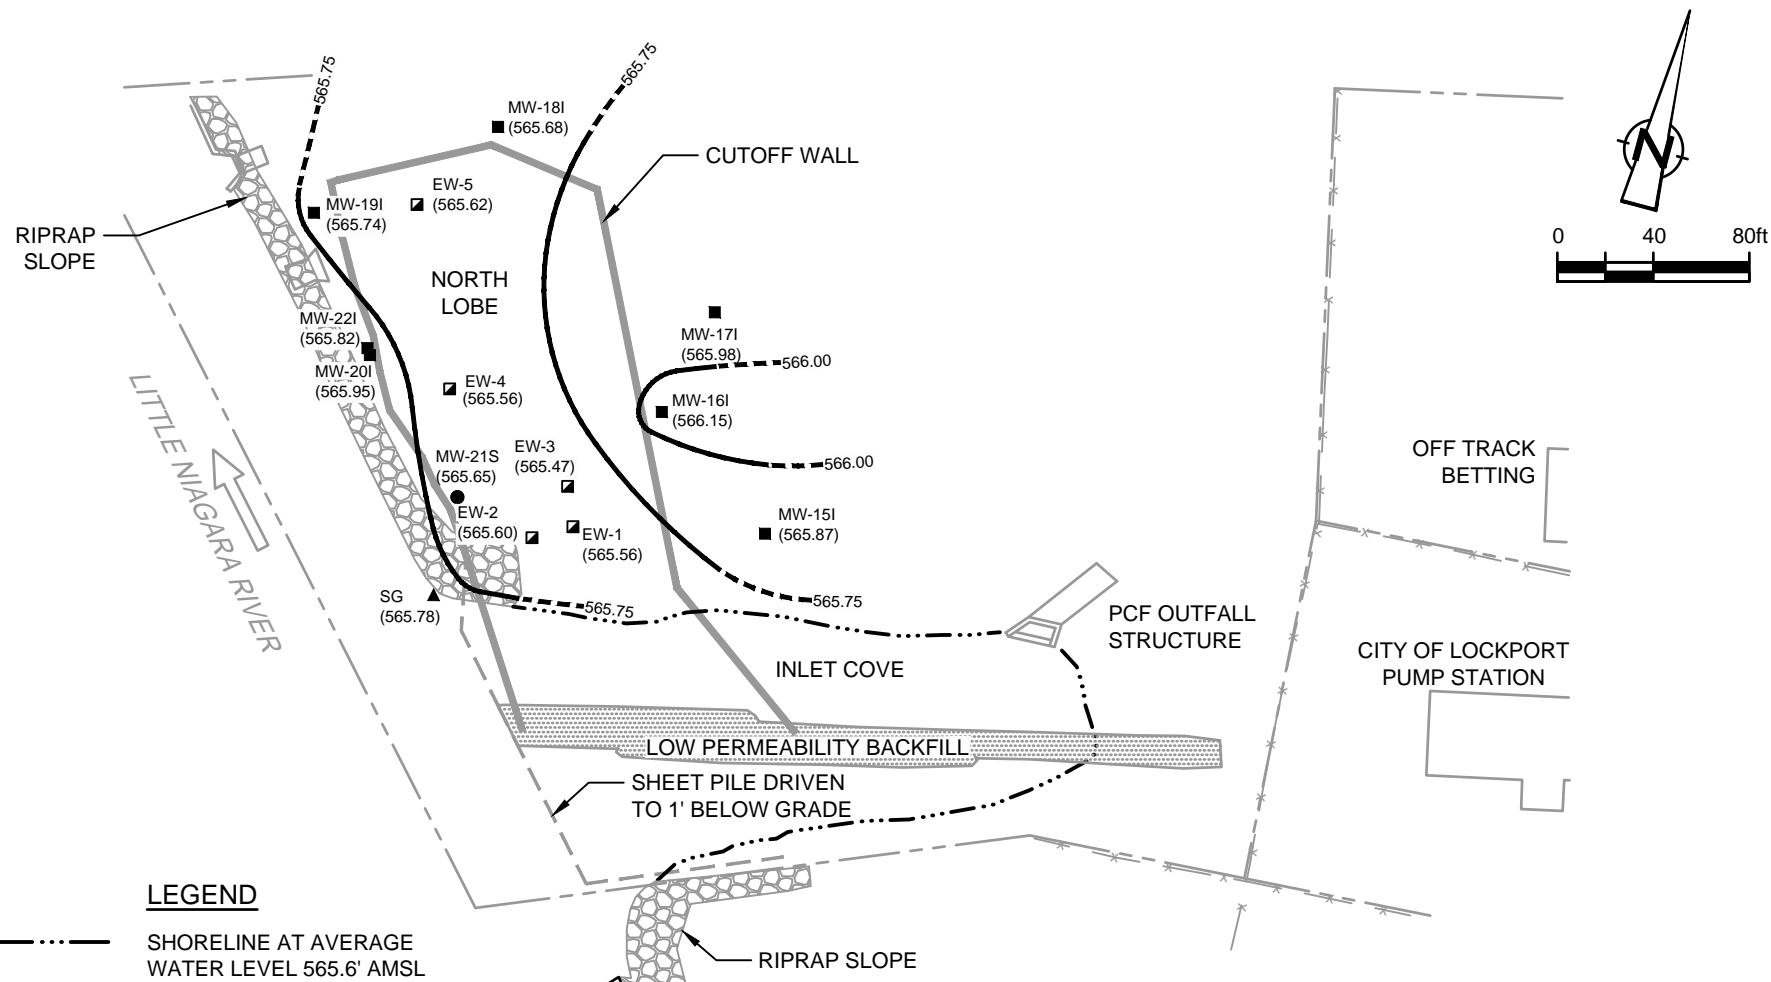 565.75
565.75
MW-18I
(565.68)
CUTOFF WALL
N
EW-5
(565.62)
MW-19I
(565.74)
RIPRAP
SLOPE
0 40 80ft
NORTH
LOBE
MW-22I
(565.82)
MW-17I
(565.98)
566.00
MW-20I
(565.95)
EW-4
(565.56)
MW-16I
(566.15)
LITTLE NIAGARA RIVER
EW-3
(565.47)
MW-21S
(565.65)
566.00
OFF TRACK
BETTING
EW-2
(565.60)
EW-1
(565.56)
MW-15I
(565.87)
SG
(565.78)
565.75
565.75
PCF OUTFALL
STRUCTURE
INLET COVE
CITY OF LOCKPORT
PUMP STATION
LOW PERMEABILITY BACKFILL
SHEET PILE DRIVEN
TO 1' BELOW GRADE
LEGEND
SHORELINE AT AVERAGE
WATER LEVEL 565.6' AMSL
RIPRAP SLOPE